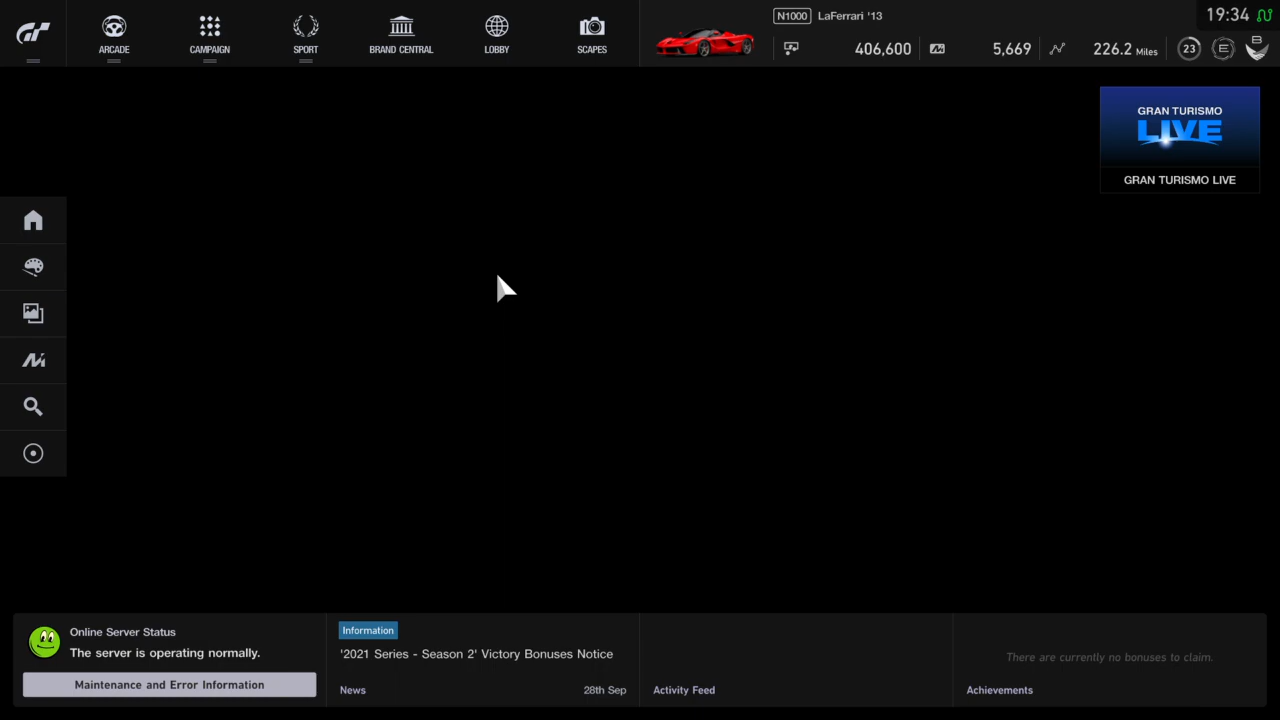 ARCADE
CAMPAIGN
SPORT
BRAND CENTRAL
LOBBY
SCAPES
N1000 LaFerrari '13
406,600
5,669
226.2 Miles
23
E
B
19:34
GRAN TURISMO
LIVE
GRAN TURISMO LIVE
Online Server Status
The server is operating normally.
Maintenance and Error Information
Information
'2021 Series - Season 2' Victory Bonuses Notice
News 28th Sep
Activity Feed
There are currently no bonuses to claim.
Achievements